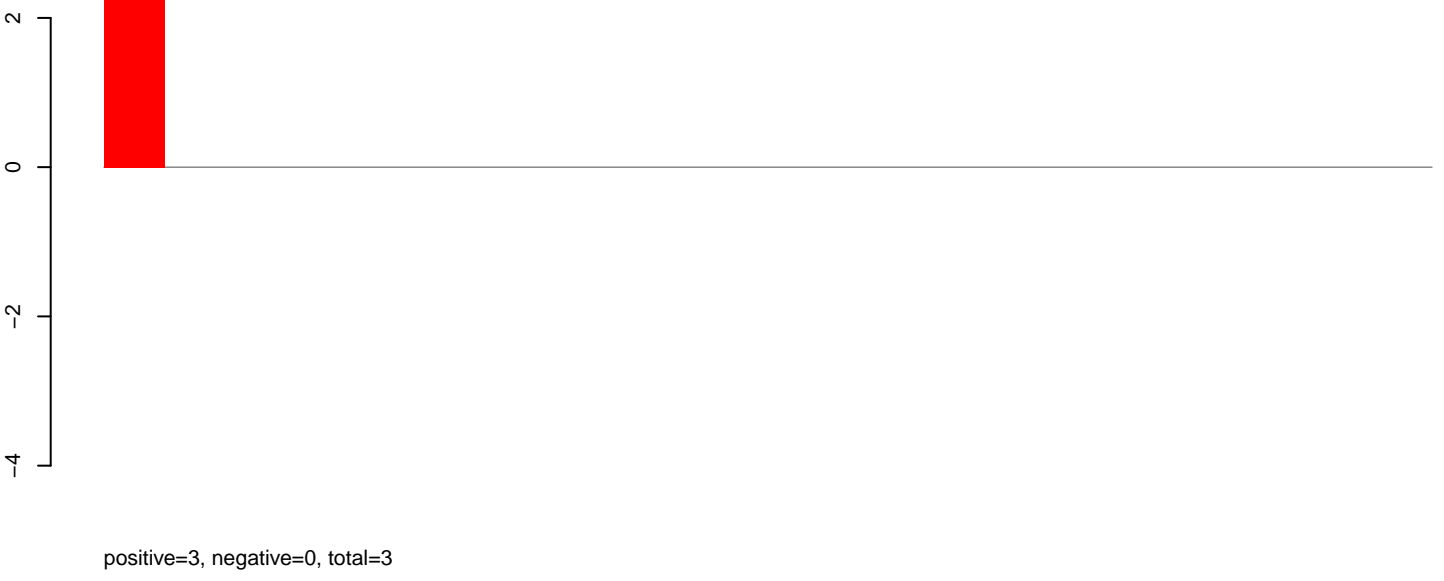 2
0
−2
−4
positive=3, negative=0, total=3